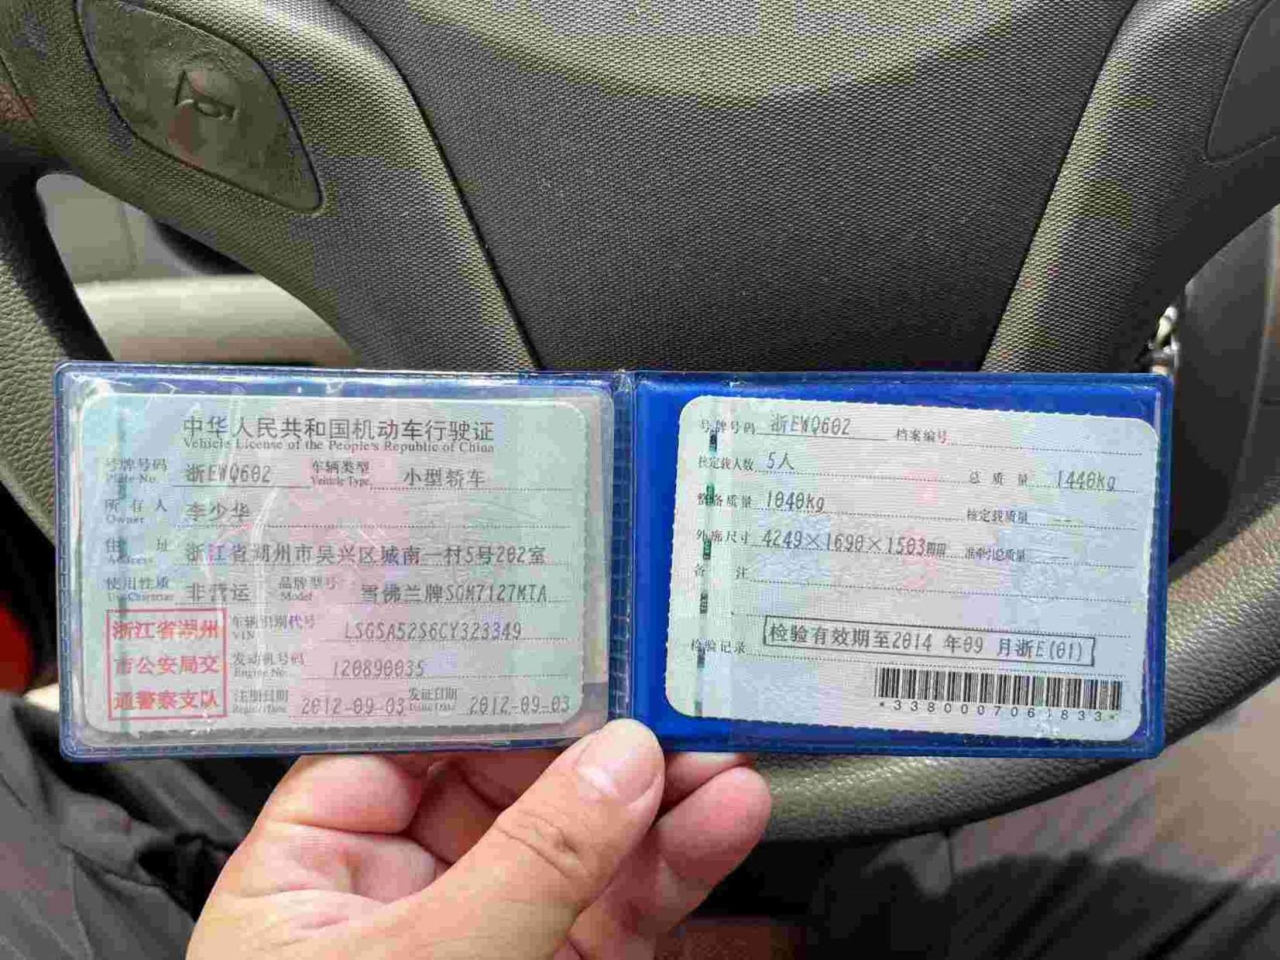 中华人民共和国机动车行驶证
Vehicle License of the People's Republic of China
号牌号码 浙EWQ602 车辆类型 小型轿车
Plate No. Vehicle Type
所有人 李少华
Owner
住址 浙江省湖州市吴兴区城南一村5号202室
Address
使用性质 非营运 品牌型号 雪佛兰牌SGM7127MTA
Use Character Model
浙江省湖州
市公安局交
通警察支队
车辆识别代号 LSGSA52S6CY323349
VIN
发动机号码 120890035
Engine No.
注册日期 2012-09-03 发证日期 2012-09-03
Register Date Issue Date
号牌号码 浙EWQ602 档案编号
核定载人数 5人 总质量 1440kg
整备质量 1040kg 核定载质量 --
外廓尺寸 4249×1690×1503mm 准牵引总质量 --
备注
检验记录 检验有效期至2014 年09 月浙E(01)
*3380007061833*